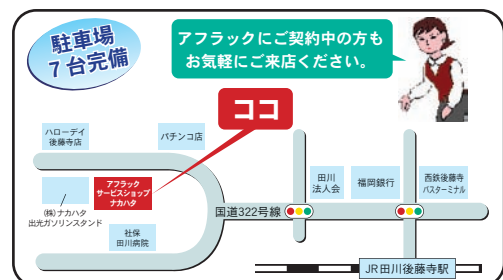 駐車場
7台完備
アフラックにご契約中の方も
お気軽にご来店ください。
ココ
ハローデイ
後藤寺店
パチンコ店
アフラック
サービスショップ
ナカハタ
(株)ナカハタ
出光ガソリンスタンド
社保
田川病院
国道322号線
田川
法人会
福岡銀行
西鉄後藤寺
バスターミナル
JR田川後藤寺駅